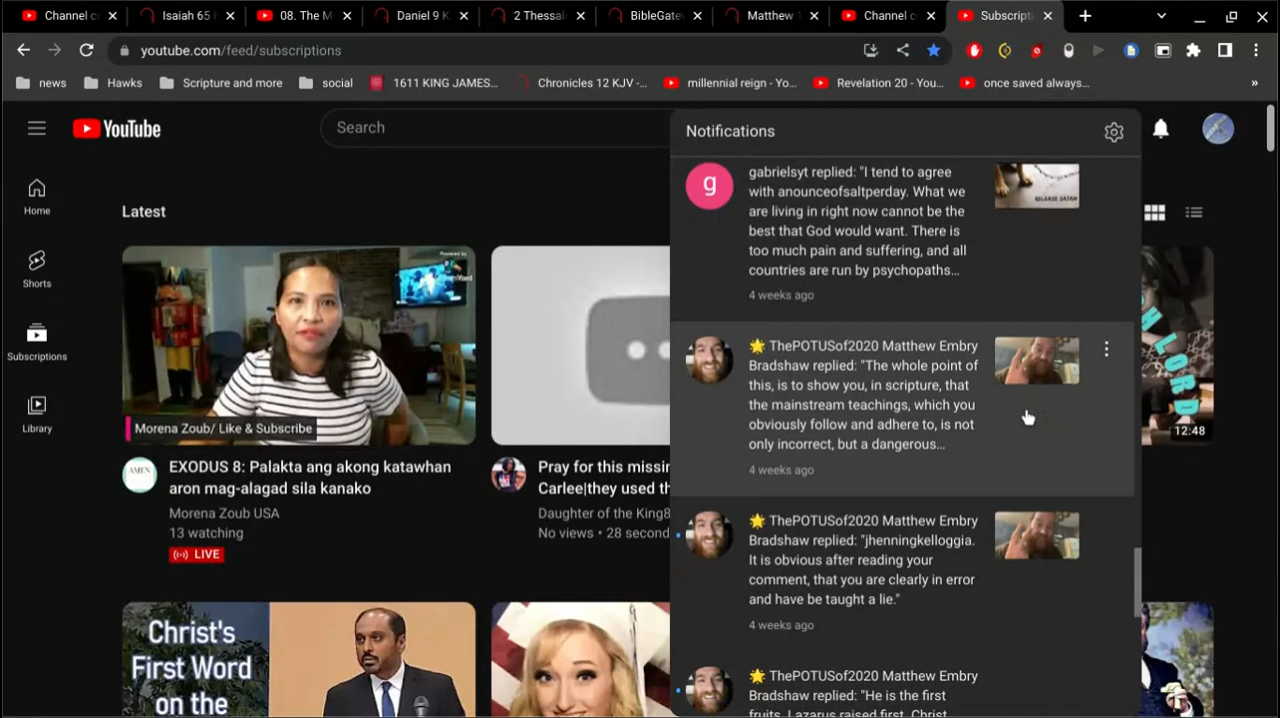 Channel c
Isaiah 65
08. The M
Daniel 9 K
2 Thessal
BibleGate
Matthew 1
Channel c
Subscripti
youtube.com/feed/subscriptions
news
Hawks
Scripture and more
social
1611 KING JAMES...
Chronicles 12 KJV -...
millennial reign - Yo...
Revelation 20 - You...
once saved always...
YouTube
Search
Notifications
Home
Shorts
Subscriptions
Library
Latest
Morena Zoub/ Like & Subscribe
AMEN
EXODUS 8: Palakta ang akong katawhan
aron mag-alagad sila kanako
Morena Zoub USA
13 watching
LIVE
Pray for this missin
Carlee|they used th
Daughter of the King8
No views • 28 second
g
gabrielsyt replied: "I tend to agree
with anounceofsaltperday. What we
are living in right now cannot be the
best that God would want. There is
too much pain and suffering, and all
countries are run by psychopaths...
4 weeks ago
RELEASE SATAN
🌟 ThePOTUSof2020 Matthew Embry
Bradshaw replied: "The whole point of
this, is to show you, in scripture, that
the mainstream teachings, which you
obviously follow and adhere to, is not
only incorrect, but a dangerous...
4 weeks ago
🌟 ThePOTUSof2020 Matthew Embry
Bradshaw replied: "jhenningkelloggia.
It is obvious after reading your
comment, that you are clearly in error
and have be taught a lie."
4 weeks ago
🌟 ThePOTUSof2020 Matthew Embry
Bradshaw replied: "He is the first
fruits, Lazarus raised first, Christ
LORD
12:48
Christ's
First Word
on the